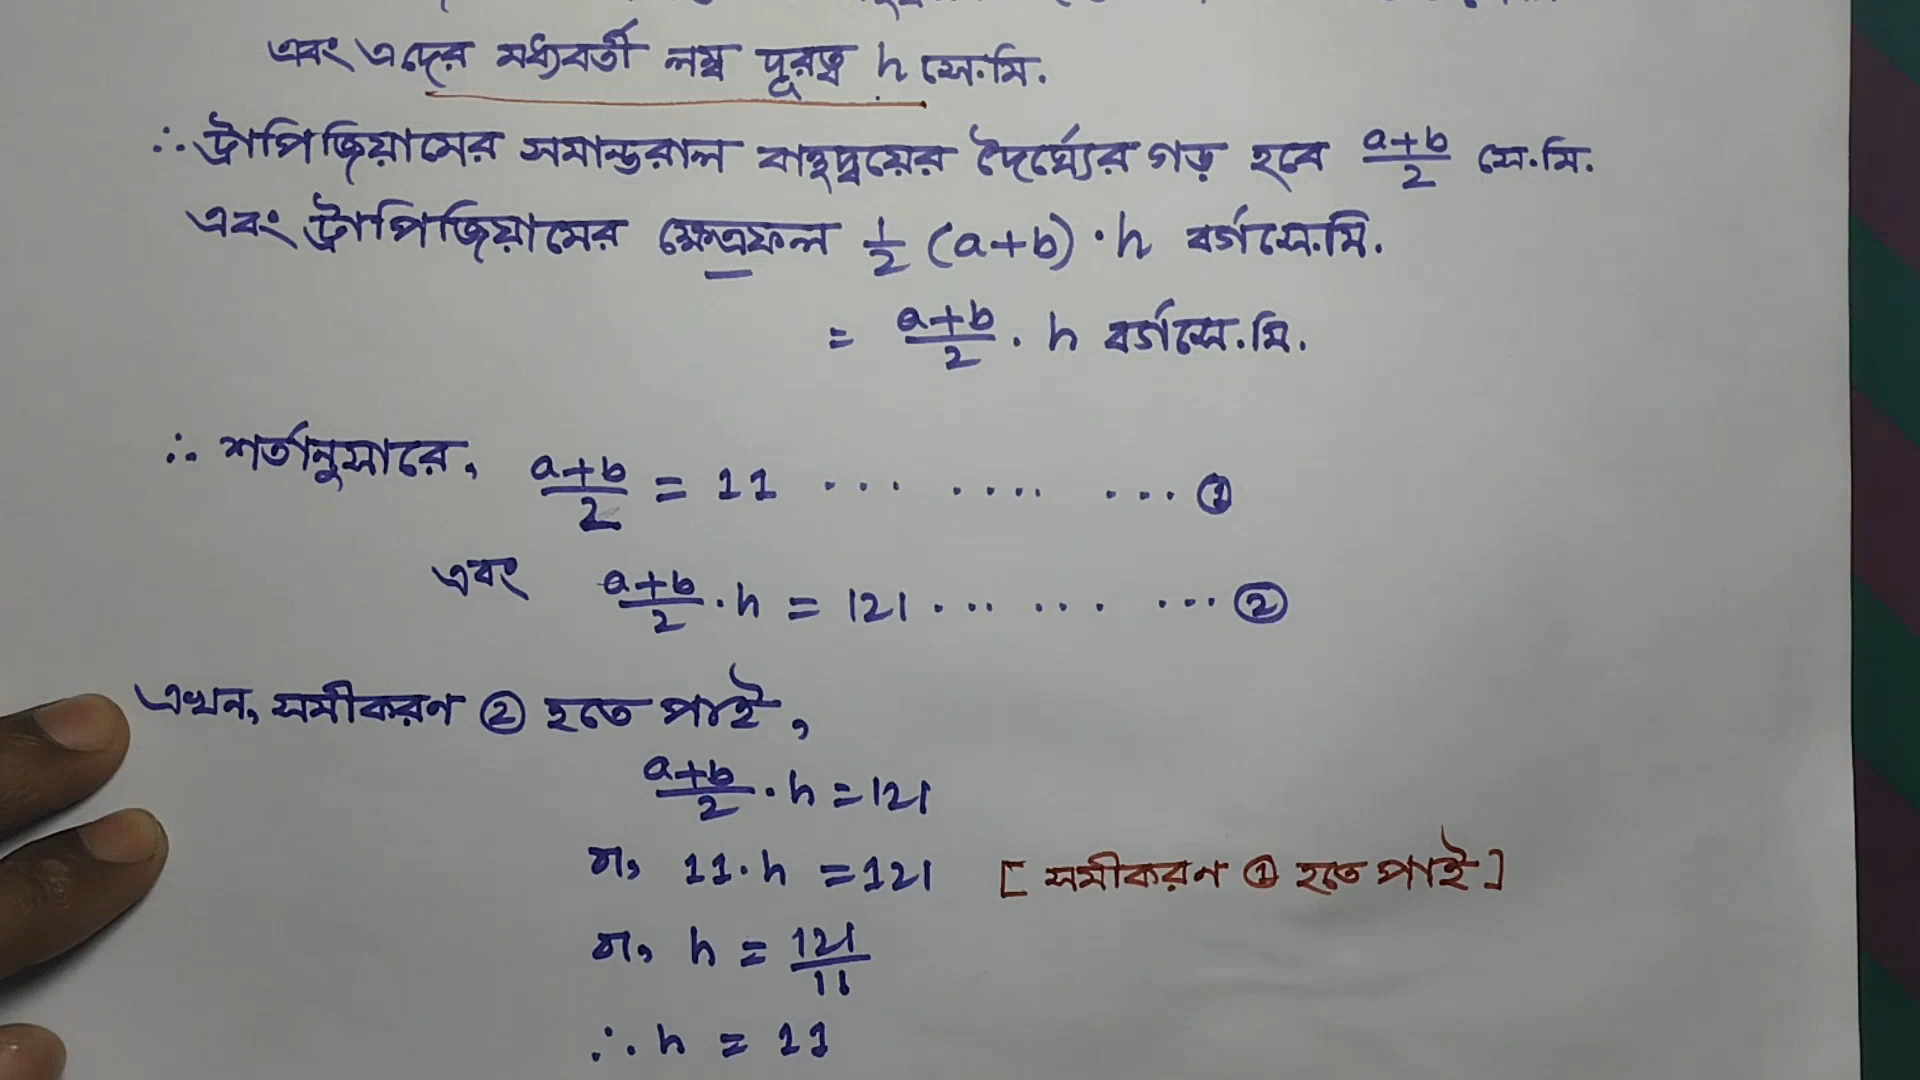 এবং এদের মধ্যবর্তী লম্ব দূরত্ব h সে.মি.
∴ ট্রাপিজিয়ামের সমান্তরাল বাহুদ্বয়ের দৈর্ঘ্যের গড় হবে (a+b)/2 সে.মি.
এবং ট্রাপিজিয়ামের ক্ষেত্রফল 1/2 (a+b)·h বর্গসে.মি.
= (a+b)/2 · h বর্গসে.মি.
∴ শর্তানুসারে, (a+b)/2 = 11 ... .... ... ①
এবং (a+b)/2 · h = 121 .... ... ... ②
এখন, সমীকরণ ② হতে পাই,
(a+b)/2 · h = 121
বা, 11·h = 121 [সমীকরণ ① হতে পাই]
বা, h = 121/11
∴ h = 11